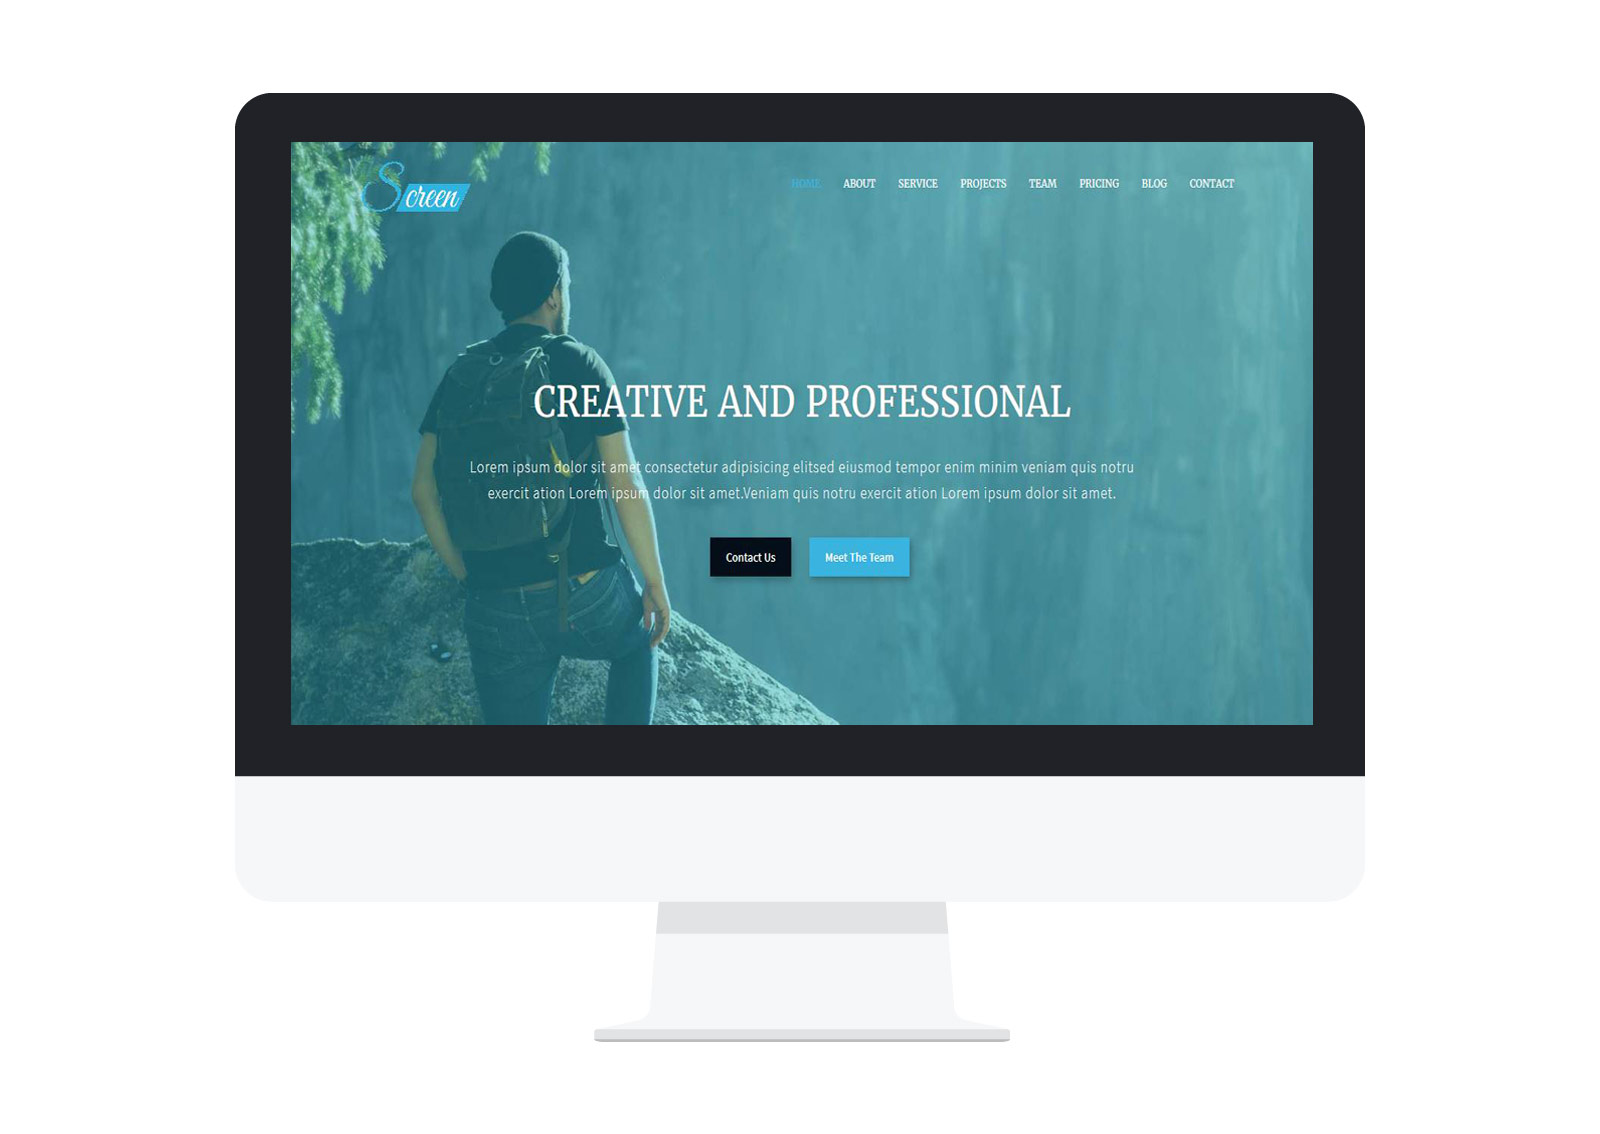 Screen
HOME ABOUT SERVICE PROJECTS TEAM PRICING BLOG CONTACT
CREATIVE AND PROFESSIONAL
Lorem ipsum dolor sit amet consectetur adipisicing elitsed eiusmod tempor enim minim veniam quis notru
exercit ation Lorem ipsum dolor sit amet.Veniam quis notru exercit ation Lorem ipsum dolor sit amet.
Contact Us Meet The Team